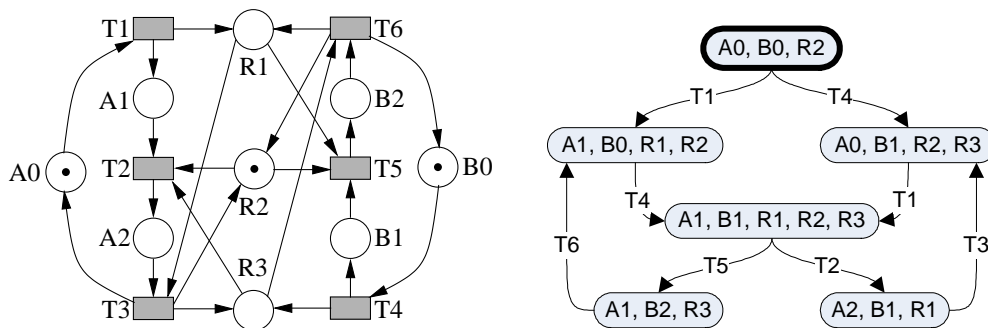 T1
T6
R1
A1
B2
A0
T2
R2
T5
B0
A2
B1
R3
T3
T4
A0, B0, R2
T1
T4
A1, B0, R1, R2
A0, B1, R2, R3
T4
T1
A1, B1, R1, R2, R3
T6
T5
T2
T3
A1, B2, R3
A2, B1, R1